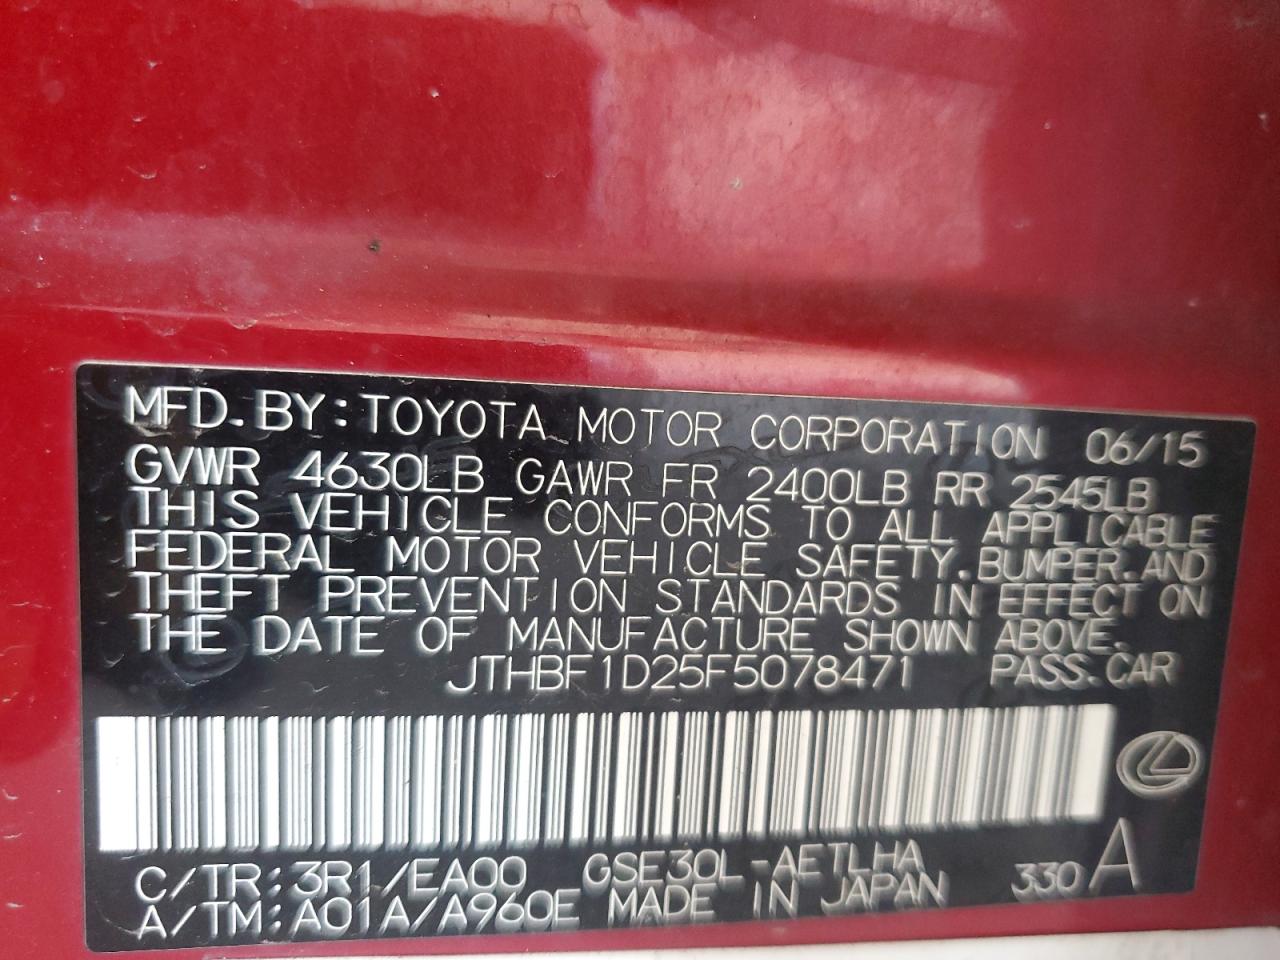 MFD. BY: TOYOTA MOTOR CORPORATION 06/15
GVWR 4630LB GAWR FR 2400LB RR 2545LB
THIS VEHICLE CONFORMS TO ALL APPLICABLE
FEDERAL MOTOR VEHICLE SAFETY, BUMPER, AND
THEFT PREVENTION STANDARDS IN EFFECT ON
THE DATE OF MANUFACTURE SHOWN ABOVE.
JTHBF1D25F5078471 PASS. CAR
C/TR: 3R1/EA00 GSE30L-AETLHA 330 A
A/TM: A01A/A960E MADE IN JAPAN